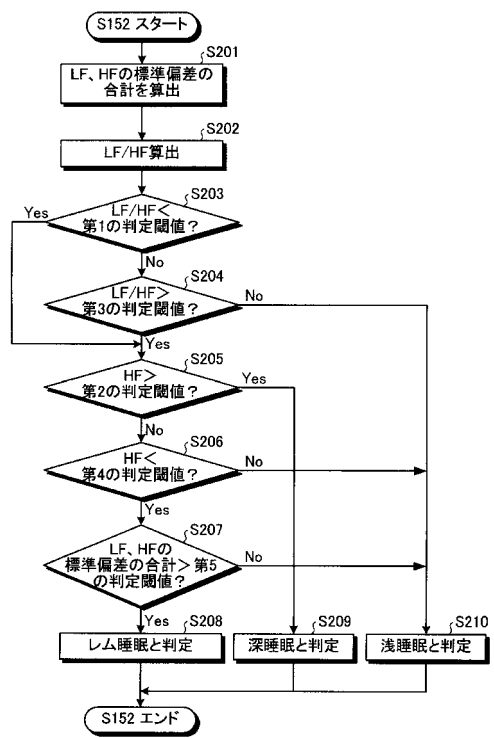 S152 スタート
S201
LF、HFの標準偏差の
合計を算出
S202
LF/HF算出
S203
LF/HF<
第1の判定閾値？
Yes
No
S204
LF/HF>
第3の判定閾値？
No
Yes
S205
HF>
第2の判定閾値？
Yes
No
S206
HF<
第4の判定閾値？
No
Yes
S207
LF、HFの
標準偏差の合計>第5
の判定閾値？
No
Yes
S208
レム睡眠と判定
S209
深睡眠と判定
S210
浅睡眠と判定
S152 エンド